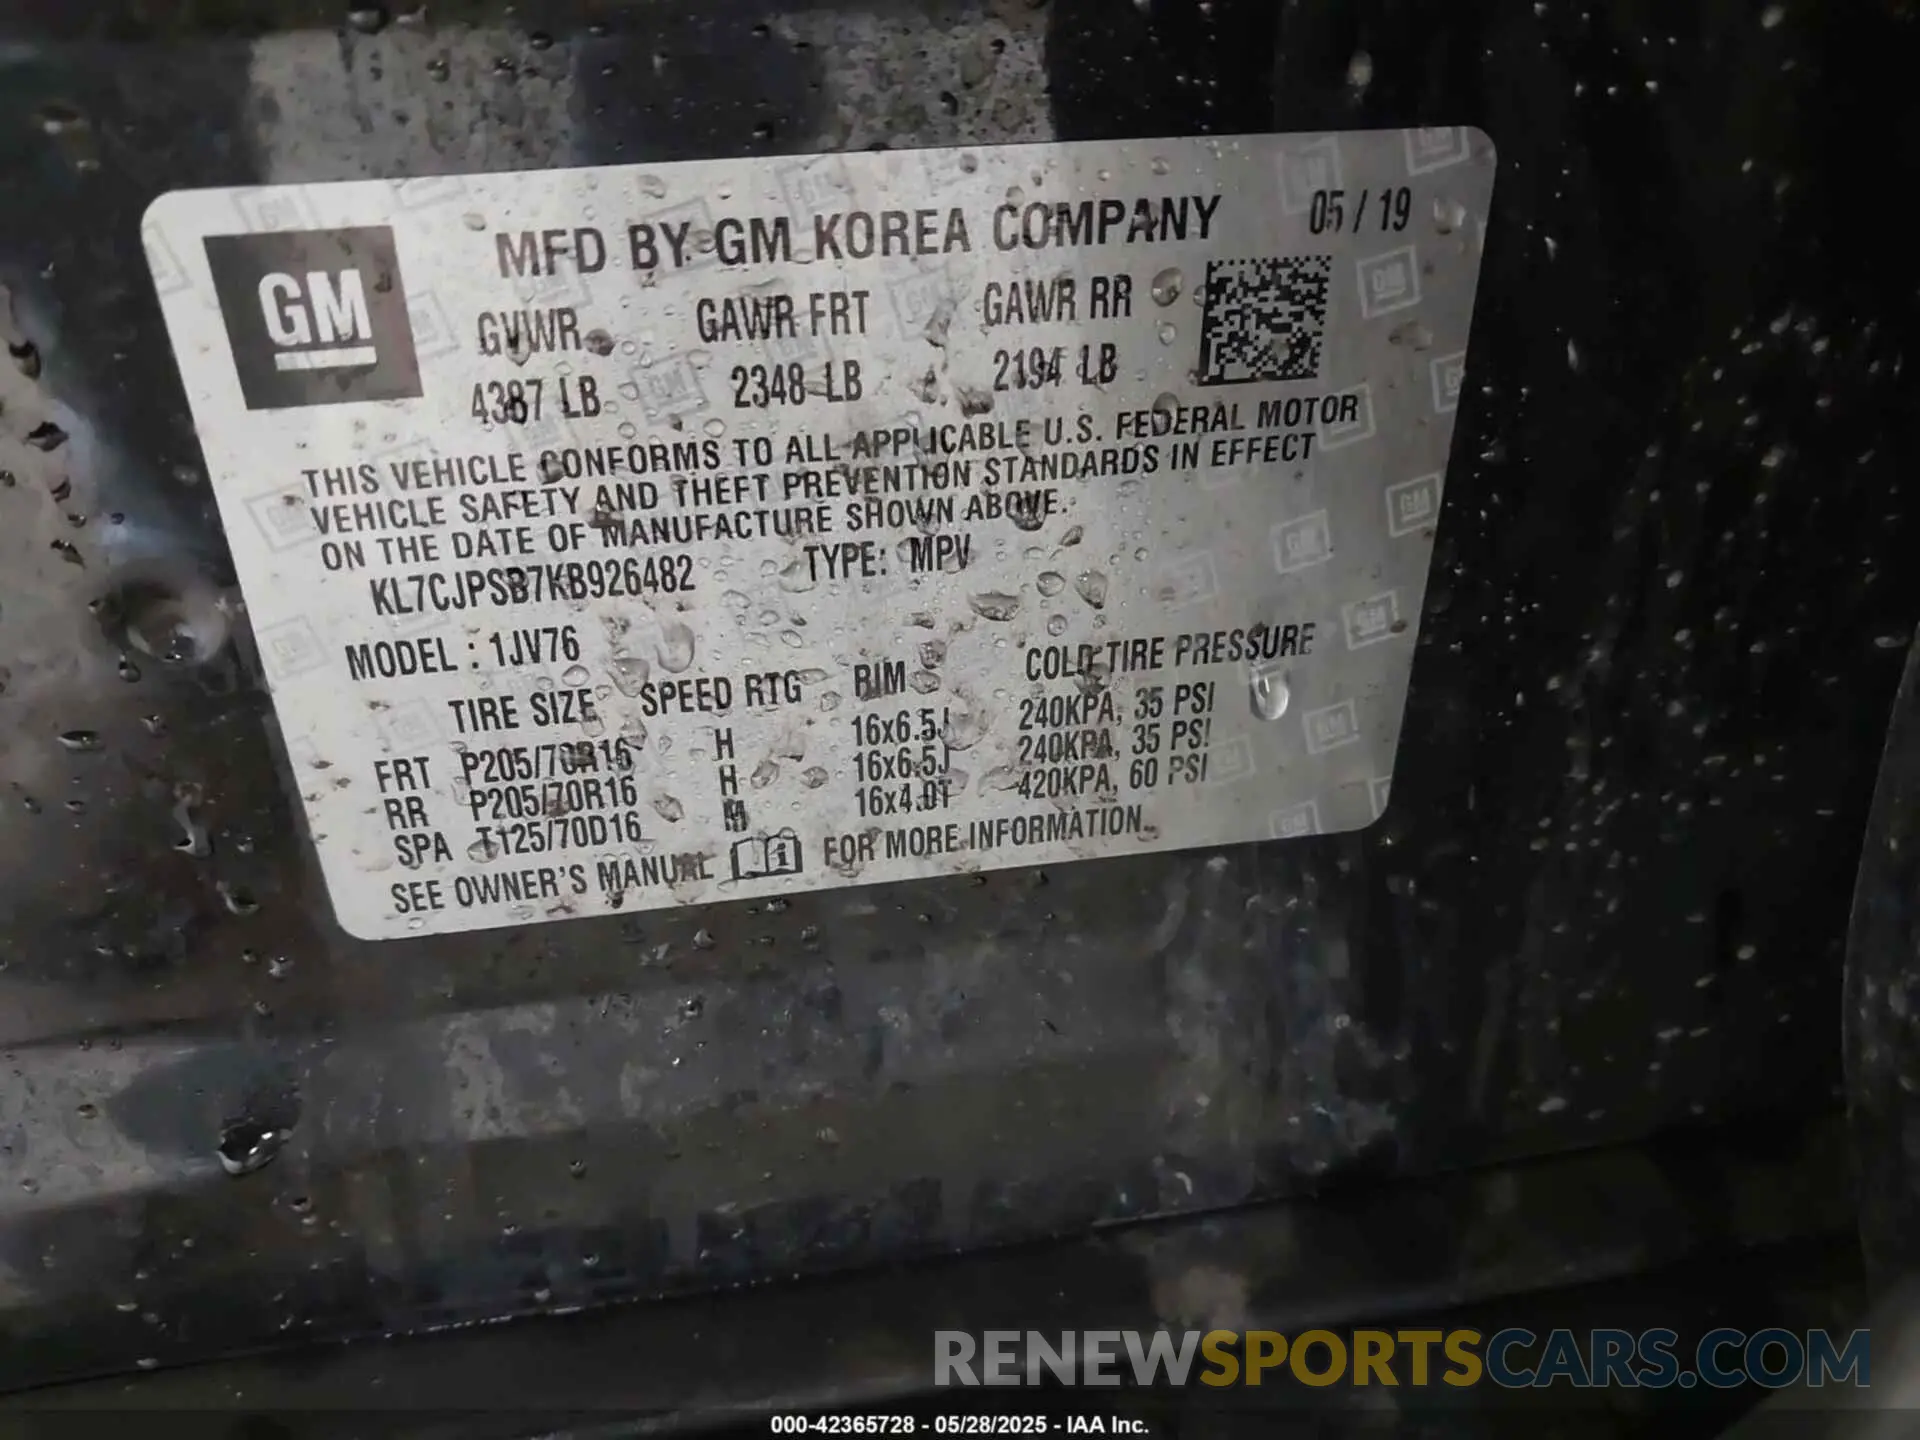 GM
MFD BY GM KOREA COMPANY 05 / 19
GVWR GAWR FRT GAWR RR
4387 LB 2348 LB 2194 LB
THIS VEHICLE CONFORMS TO ALL APPLICABLE U.S. FEDERAL MOTOR
VEHICLE SAFETY AND THEFT PREVENTION STANDARDS IN EFFECT
ON THE DATE OF MANUFACTURE SHOWN ABOVE.
KL7CJPSB7KB926482 TYPE: MPV
MODEL : 1JV76
TIRE SIZE SPEED RTG RIM COLD TIRE PRESSURE
FRT P205/70R16 H 16x6.5J 240KPA, 35 PSI
RR P205/70R16 H 16x6.5J 240KPA, 35 PSI
SPA T125/70D16 M 16x4.0T 420KPA, 60 PSI
SEE OWNER'S MANUAL FOR MORE INFORMATION.
RENEWSPORTSCARS.COM
000-42365728 - 05/28/2025 - IAA Inc.